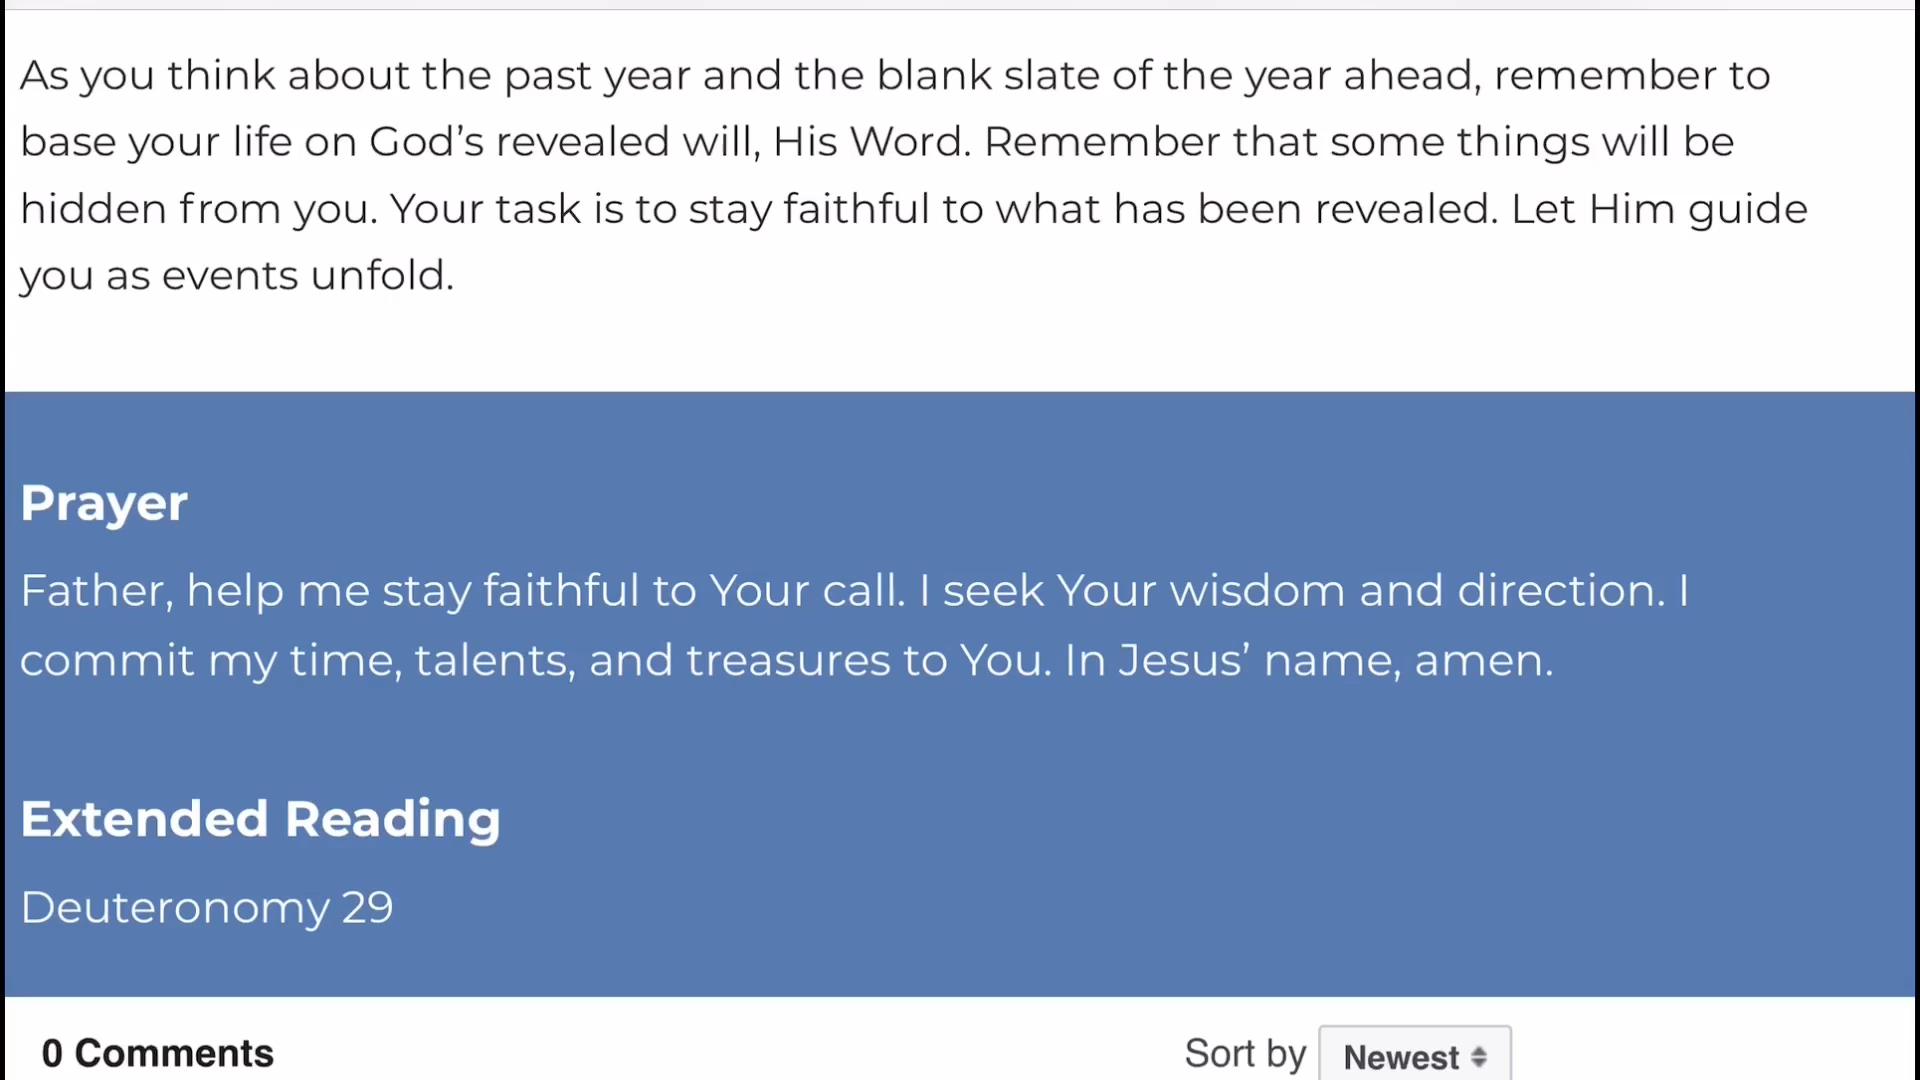 As you think about the past year and the blank slate of the year ahead, remember to
base your life on God’s revealed will, His Word. Remember that some things will be
hidden from you. Your task is to stay faithful to what has been revealed. Let Him guide
you as events unfold.
Prayer
Father, help me stay faithful to Your call. I seek Your wisdom and direction. I
commit my time, talents, and treasures to You. In Jesus’ name, amen.
Extended Reading
Deuteronomy 29
0 Comments
Sort by Newest